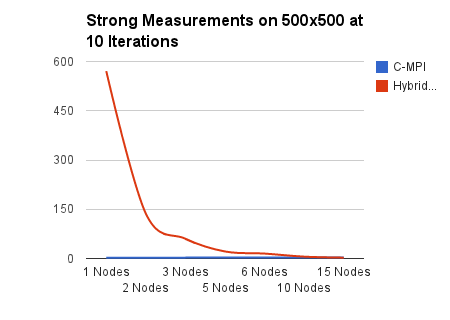 Strong Measurements on 500x500 at
10 Iterations
C-MPI
Hybrid...
600
450
300
150
0
1 Nodes 3 Nodes 6 Nodes 15 Nodes
2 Nodes 5 Nodes 10 Nodes